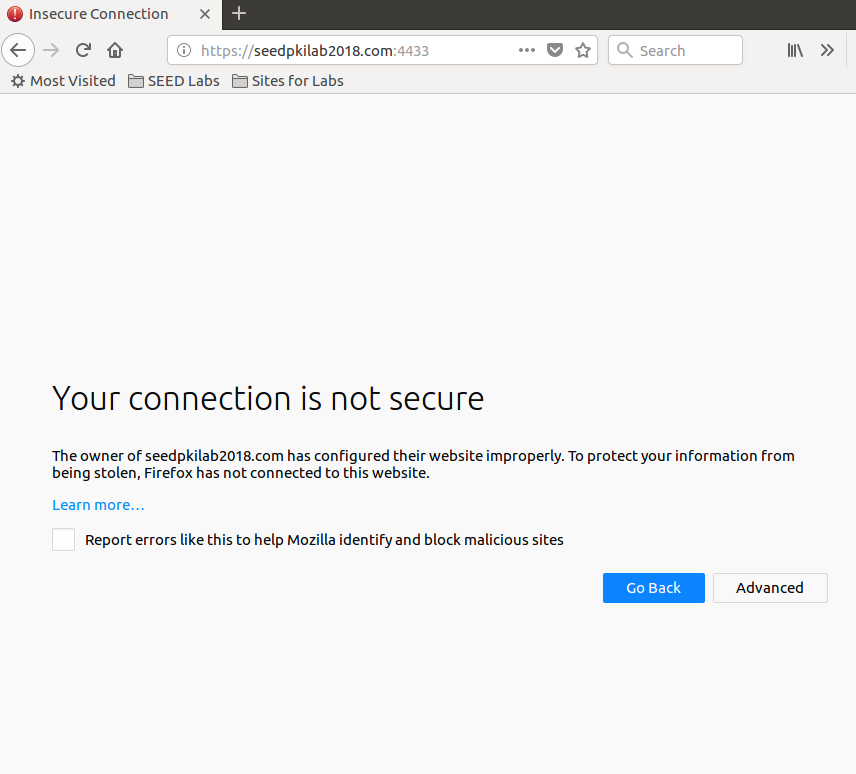 Insecure Connection
https://seedpkilab2018.com:4433
Search
Most Visited SEED Labs Sites for Labs
Your connection is not secure
The owner of seedpkilab2018.com has configured their website improperly. To protect your information from
being stolen, Firefox has not connected to this website.
Learn more…
Report errors like this to help Mozilla identify and block malicious sites
Go Back Advanced